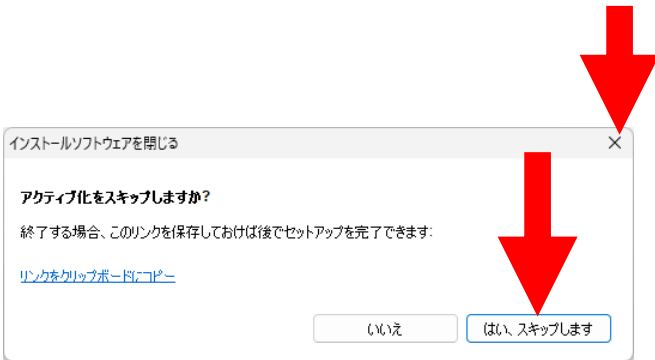 インストールソフトウェアを閉じる
アクティブ化をスキップしますか?
終了する場合、このリンクを保存しておけば後でセットアップを完了できます:
リンクをクリップボードにコピー
いいえ
はい、スキップします